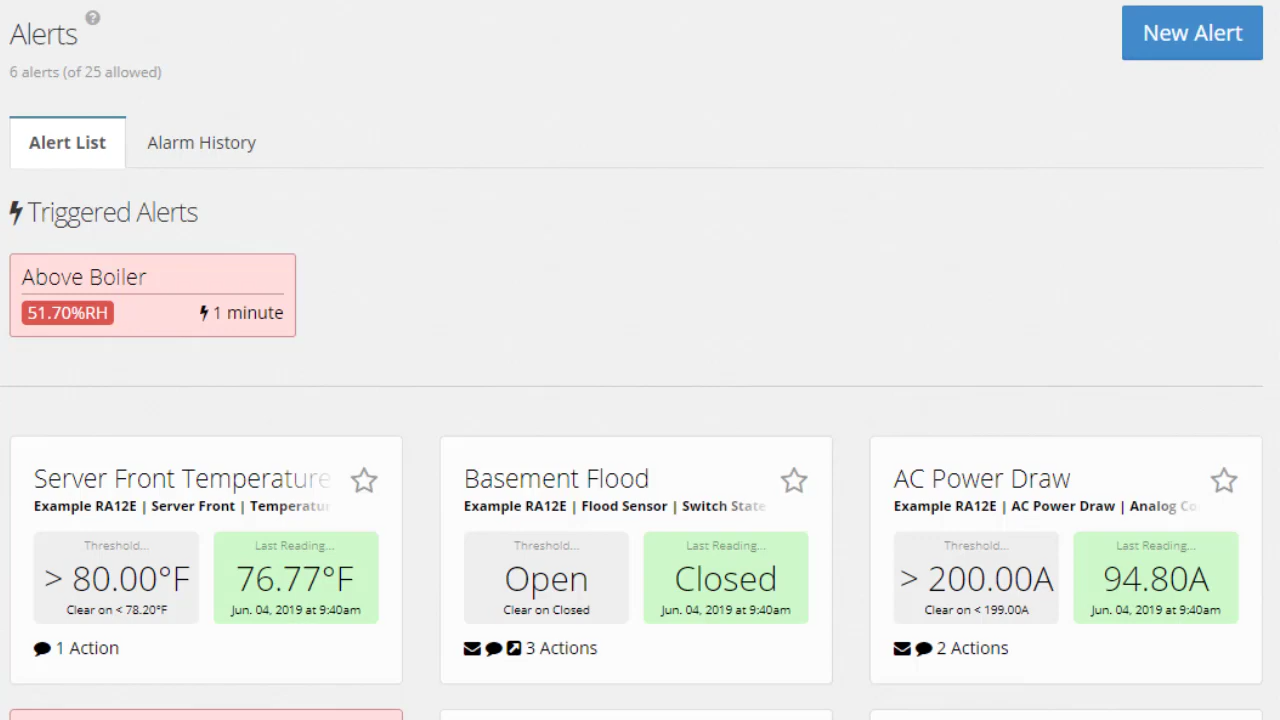 Alerts ?
6 alerts (of 25 allowed)
New Alert
Alert List
Alarm History
Triggered Alerts
Above Boiler
51.70%RH
1 minute
Server Front Temperature
Example RA12E | Server Front | Temperatur
Threshold...
> 80.00°F
Clear on < 78.20°F
Last Reading...
76.77°F
Jun. 04, 2019 at 9:40am
1 Action
Basement Flood
Example RA12E | Flood Sensor | Switch State
Threshold...
Open
Clear on Closed
Last Reading...
Closed
Jun. 04, 2019 at 9:40am
3 Actions
AC Power Draw
Example RA12E | AC Power Draw | Analog Co
Threshold...
> 200.00A
Clear on < 199.00A
Last Reading...
94.80A
Jun. 04, 2019 at 9:40am
2 Actions